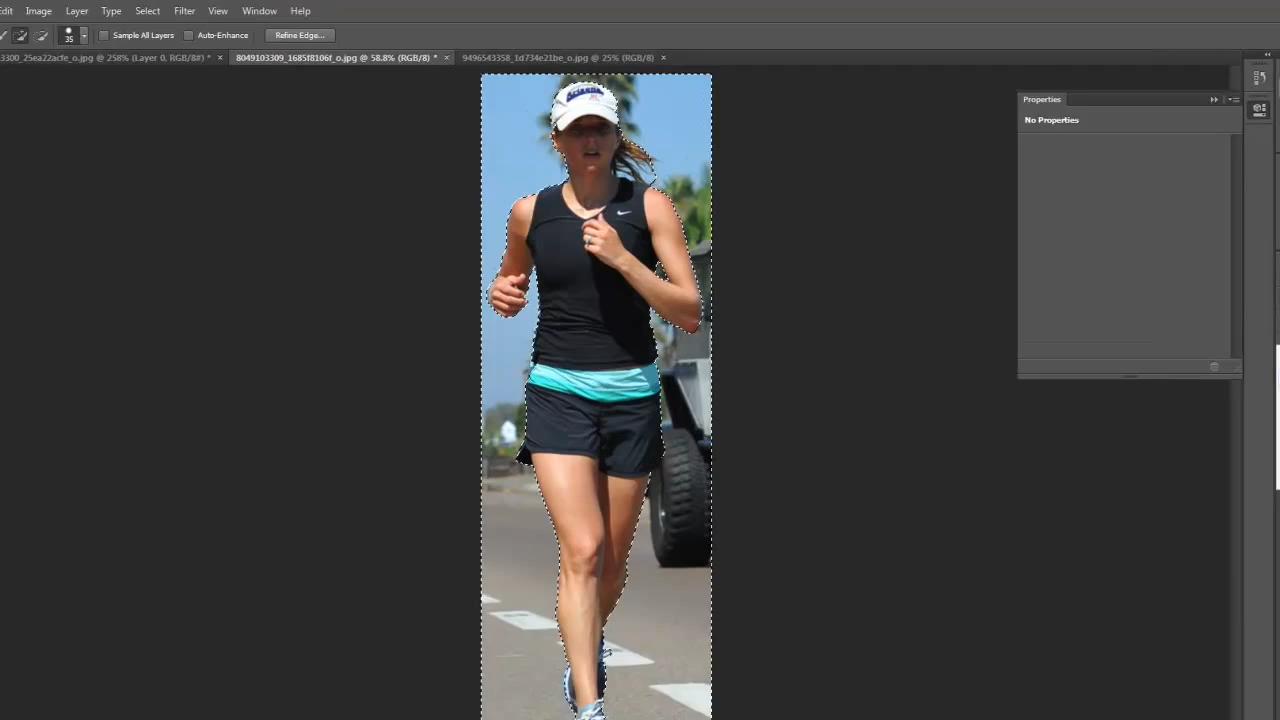 Edit Image Layer Type Select Filter View Window Help
35 Sample All Layers Auto-Enhance Refine Edge...
3300_25ea22acfe_o.jpg @ 258% (Layer 0, RGB/8#) * × 8049103309_1685f8106f_o.jpg @ 58.8% (RGB/8) * × 9496543358_1d734e21be_o.jpg @ 25% (RGB/8) ×
Properties
No Properties